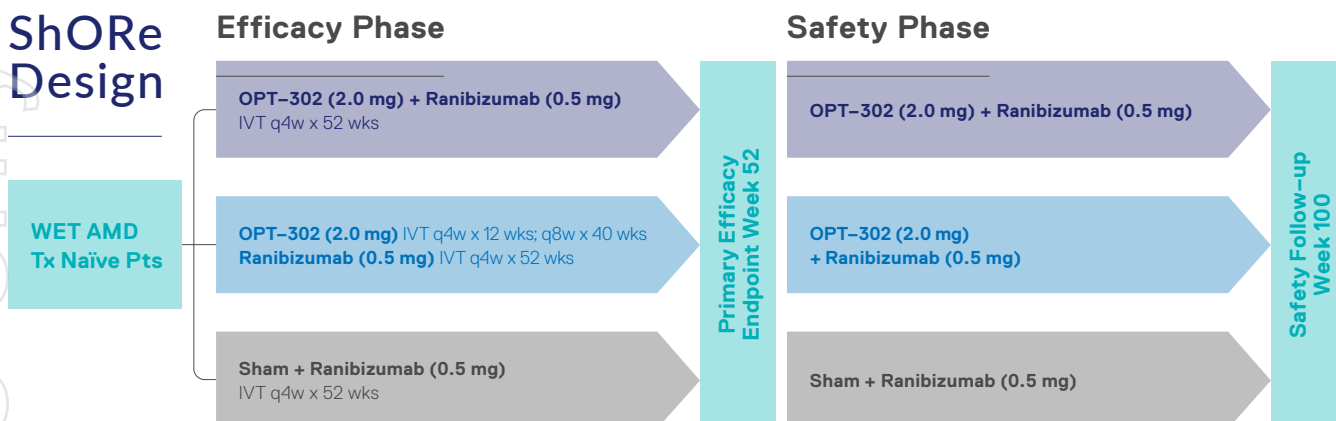 ShORe
Design
Efficacy Phase
Safety Phase
WET AMD
Tx Naïve Pts
OPT–302 (2.0 mg) + Ranibizumab (0.5 mg)
IVT q4w x 52 wks
OPT–302 (2.0 mg) IVT q4w x 12 wks; q8w x 40 wks
Ranibizumab (0.5 mg) IVT q4w x 52 wks
Sham + Ranibizumab (0.5 mg)
IVT q4w x 52 wks
Primary Efficacy
Endpoint Week 52
OPT–302 (2.0 mg) + Ranibizumab (0.5 mg)
OPT–302 (2.0 mg)
+ Ranibizumab (0.5 mg)
Sham + Ranibizumab (0.5 mg)
Safety Follow–up
Week 100